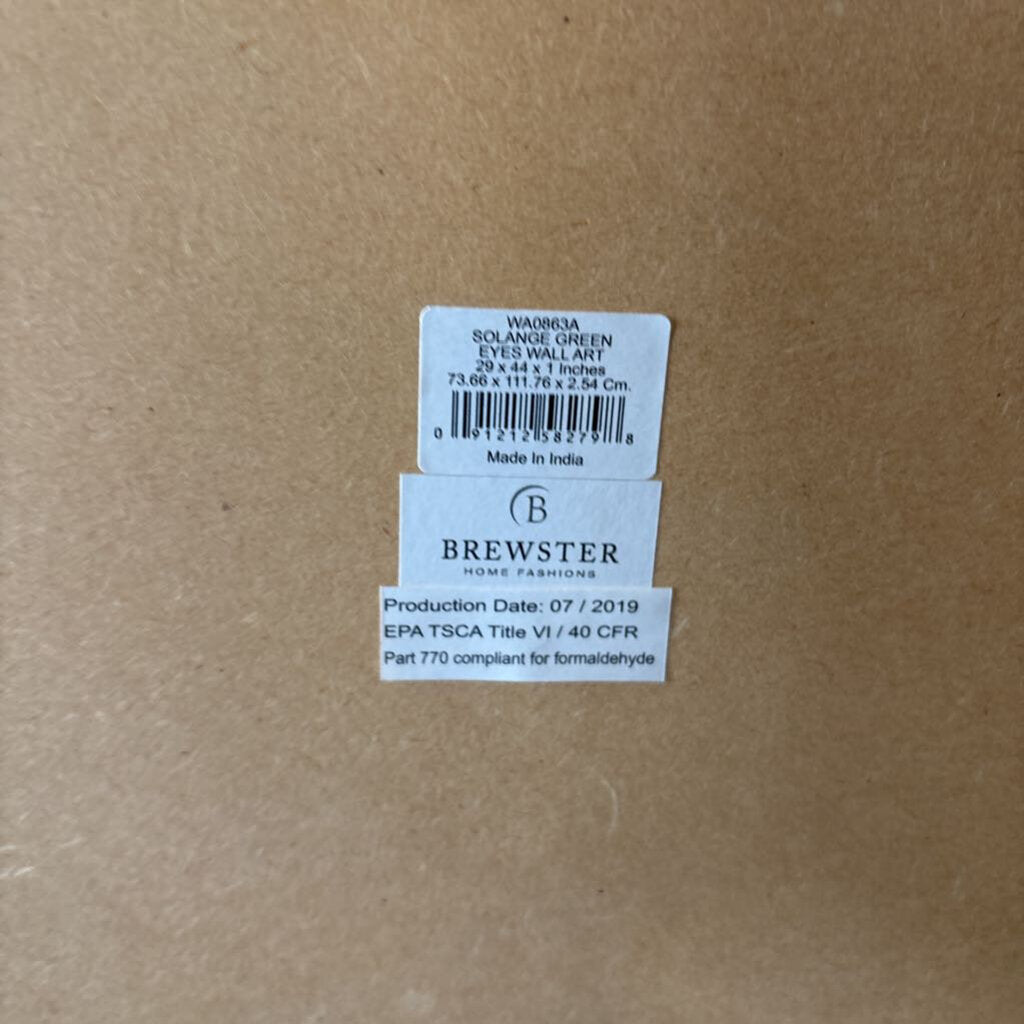 WA0863A
SOLANGE GREEN
EYES WALL ART
29 x 44 x 1 Inches
73.66 x 111.76 x 2.54 Cm.
0 91212 58279 8
Made In India
B
BREWSTER
HOME FASHIONS
Production Date: 07 / 2019
EPA TSCA Title VI / 40 CFR
Part 770 compliant for formaldehyde